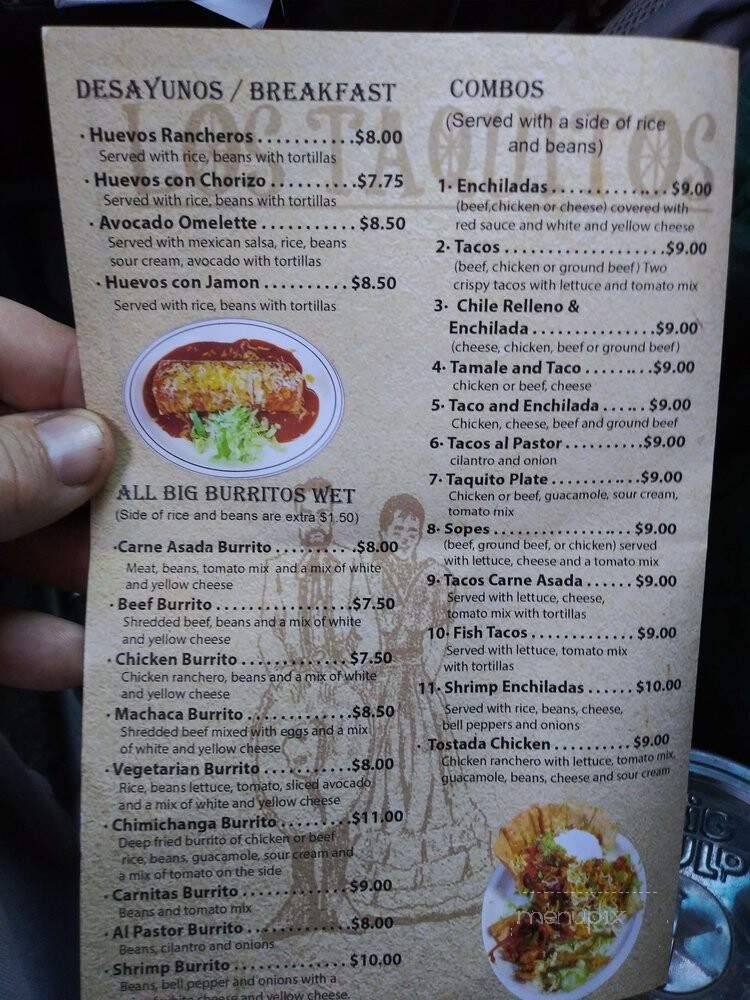 DESAYUNOS / BREAKFAST
· Huevos Rancheros...........$8.00
Served with rice, beans with tortillas
· Huevos con Chorizo..........$7.75
Served with rice, beans with tortillas
· Avocado Omelette ............$8.50
Served with mexican salsa, rice, beans
sour cream, avocado with tortillas
· Huevos con Jamon..........$8.50
Served with rice, beans with tortillas
ALL BIG BURRITOS WET
(Side of rice and beans are extra $1.50)
·Carne Asada Burrito..........$8.00
Meat, beans, tomato mix and a mix of white
and yellow cheese
· Beef Burrito.................$7.50
Shredded beef, beans and a mix of white
and yellow cheese
· Chicken Burrito.............$7.50
Chicken ranchero, beans and a mix of white
and yellow cheese
· Machaca Burrito.............$8.50
Shredded beef mixed with eggs and a mix
of white and yellow cheese
· Vegetarian Burrito...........$8.00
Rice, beans lettuce, tomato, sliced avocado
and a mix of white and yellow cheese
· Chimichanga Burrito.........$11.00
Deep fried burrito of chicken or beef
rice, beans, guacamole, sour cream and
a mix of tomato on the side
· Carnitas Burrito.............$9.00
Beans and tomato mix
· Al Pastor Burrito............$8.00
Beans, cilantro and onions
· Shrimp Burrito..............$10.00
Beans, bell pepper and onions with a
white cheese and yellow cheese.
LOS TAQUITOS
COMBOS
(Served with a side of rice
and beans)
1· Enchiladas...............$9.00
(beef,chicken or cheese) covered with
red sauce and white and yellow cheese
2· Tacos...................$9.00
(beef, chicken or ground beef) Two
crispy tacos with lettuce and tomato mix
3· Chile Relleno &
Enchilada...............$9.00
(cheese, chicken, beef or ground beef)
4· Tamale and Taco .........$9.00
chicken or beef, cheese
5· Taco and Enchilada......$9.00
Chicken, cheese, beef and ground beef
6· Tacos al Pastor..........$9.00
cilantro and onion
7· Taquito Plate............$9.00
Chicken or beef, guacamole, sour cream,
tomato mix
8· Sopes..................$9.00
(beef, ground beef, or chicken) served
with lettuce, cheese and a tomato mix
9· Tacos Carne Asada......$9.00
Served with lettuce, cheese,
tomato mix with tortillas
10· Fish Tacos.............$9.00
Served with lettuce, tomato mix
with tortillas
11· Shrimp Enchiladas......$10.00
Served with rice, beans, cheese,
bell peppers and onions
· Tostada Chicken..........$9.00
Chicken ranchero with lettuce, tomato mix,
guacamole, beans, cheese and sour cream
menupix